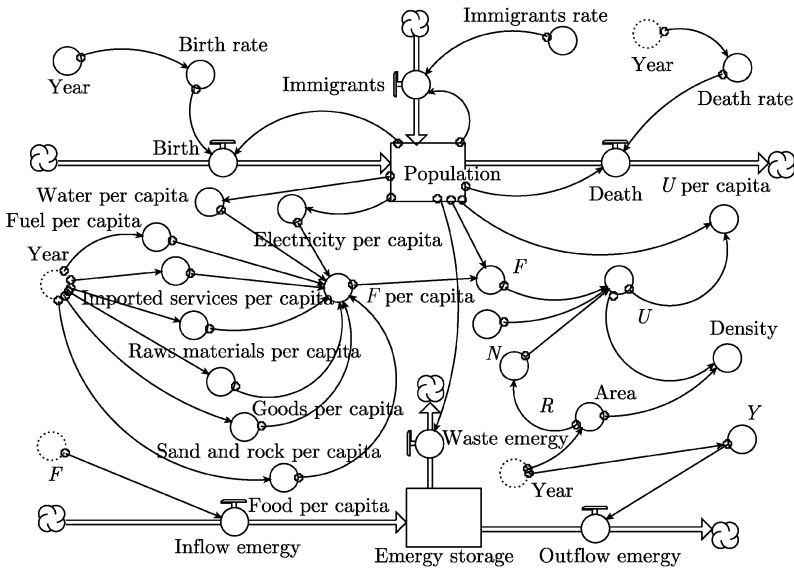 Immigrants rate
Birth rate
Year
Year
Immigrants
Death rate
Birth
Population
Death
U per capita
Water per capita
Fuel per capita
Electricity per capita
Year
F
Imported services per capita
F per capita
U
Density
Raws materials per capita
N
Goods per capita
R
Area
Y
Waste emergy
Sand and rock per capita
F
Year
Food per capita
Inflow emergy
Emergy storage
Outflow emergy